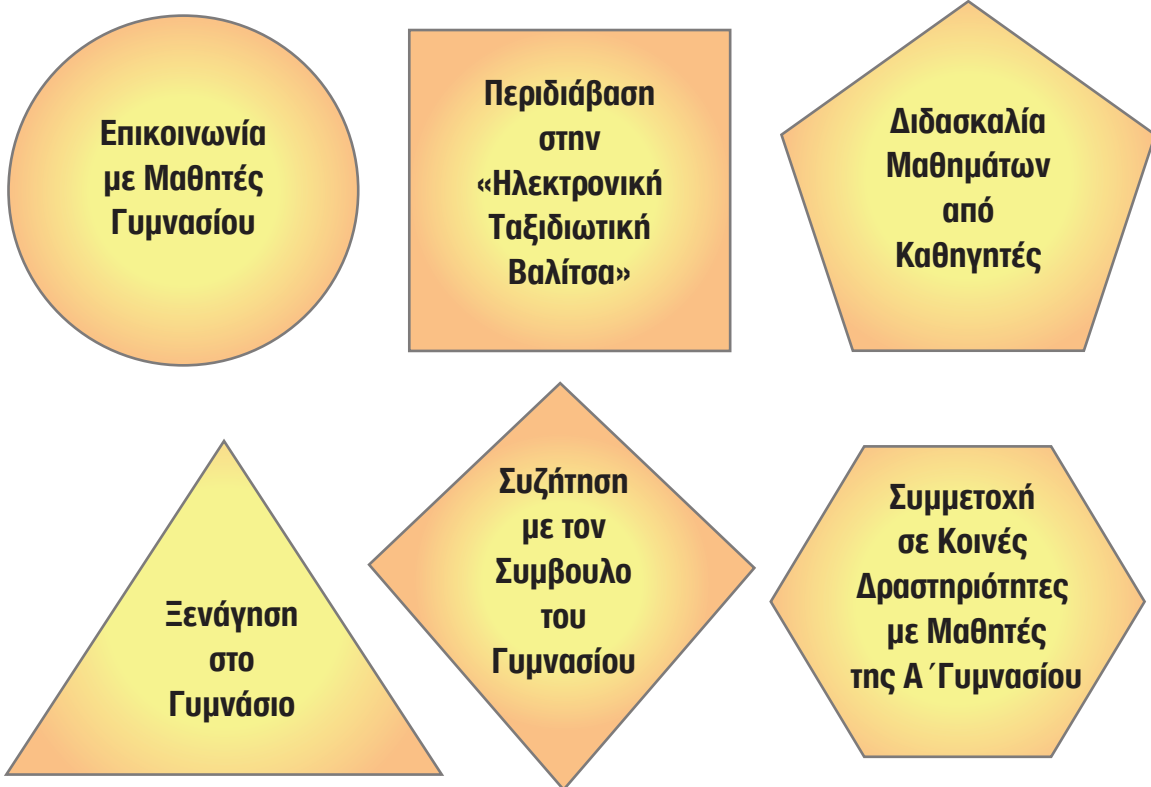 Επικοινωνία
με Μαθητές
Γυμνασίου
Περιδιάβαση
στην
«Ηλεκτρονική
Ταξιδιωτική
Βαλίτσα»
Διδασκαλία
Μαθημάτων
από
Καθηγητές
Ξενάγηση
στο
Γυμνάσιο
Συζήτηση
με τον
Συμβουλο
του
Γυμνασίου
Συμμετοχή
σε Κοινές
Δραστηριότητες
με Μαθητές
της Α΄Γυμνασίου